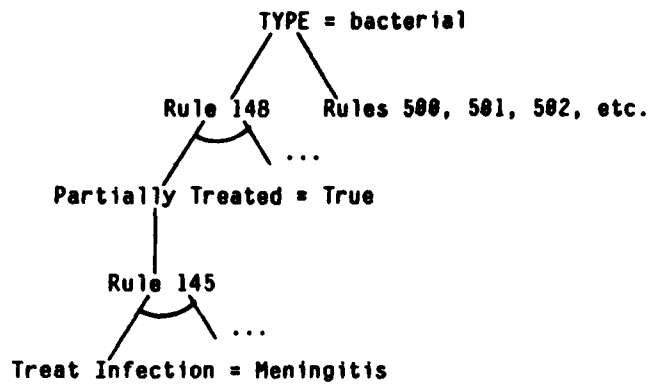 TYPE = bacterial
Rule 148 Rules 500, 501, 502, etc.
...
Partially Treated = True
Rule 145
...
Treat Infection = Meningitis